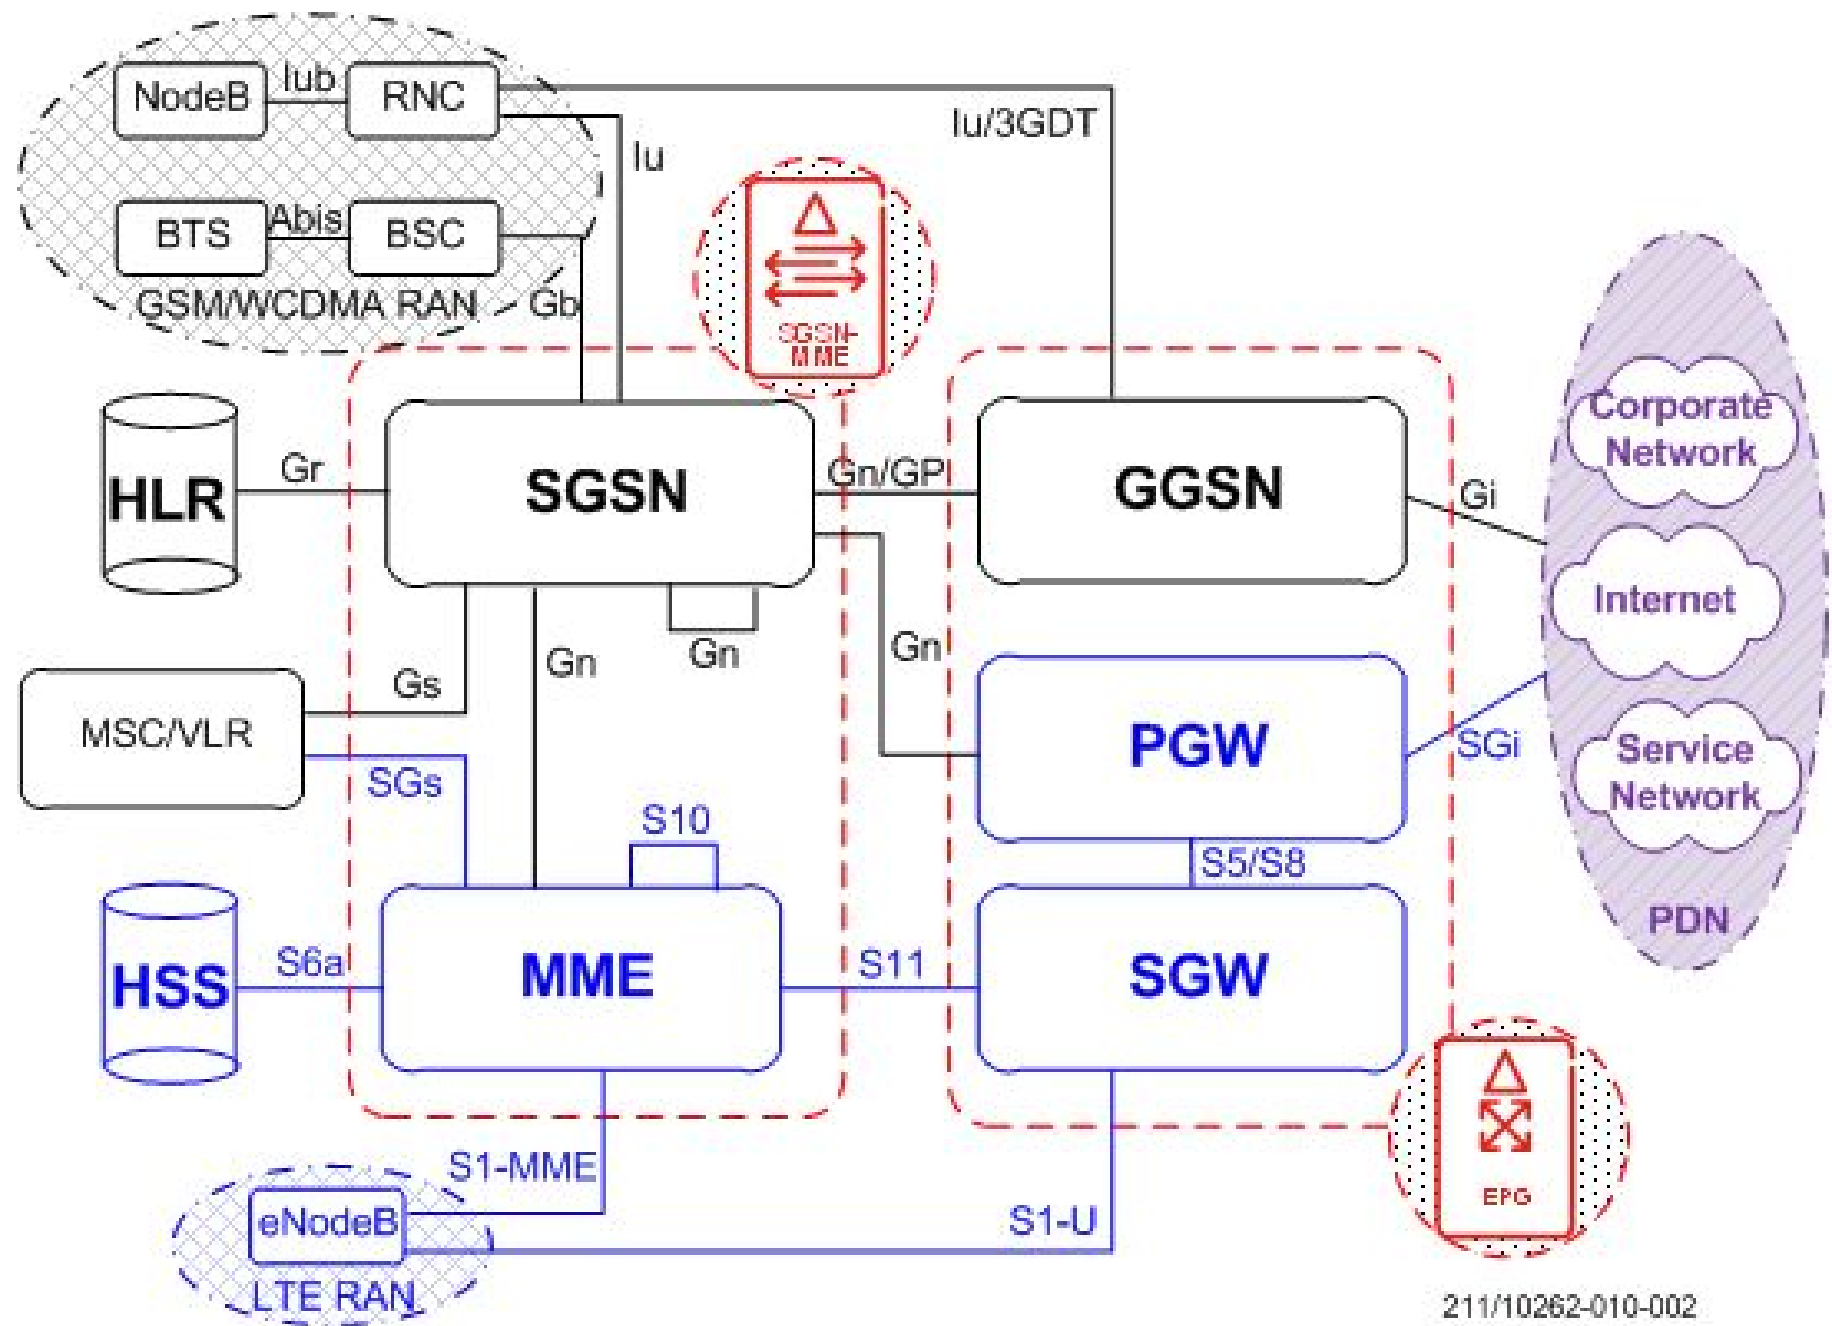 NodeB
Iub
RNC
Iu/3GDT
Iu
BTS
Abis
BSC
GSM/WCDMA RAN
Gb
SGSN-
MME
HLR
Gr
SGSN
Gn/GP
GGSN
Gi
Corporate
Network
Internet
Service
Network
PDN
Gn
Gn
Gn
Gs
MSC/VLR
SGs
PGW
SGi
S10
S5/S8
HSS
S6a
MME
S11
SGW
S1-MME
eNodeB
LTE RAN
S1-U
EPG
211/10262-010-002